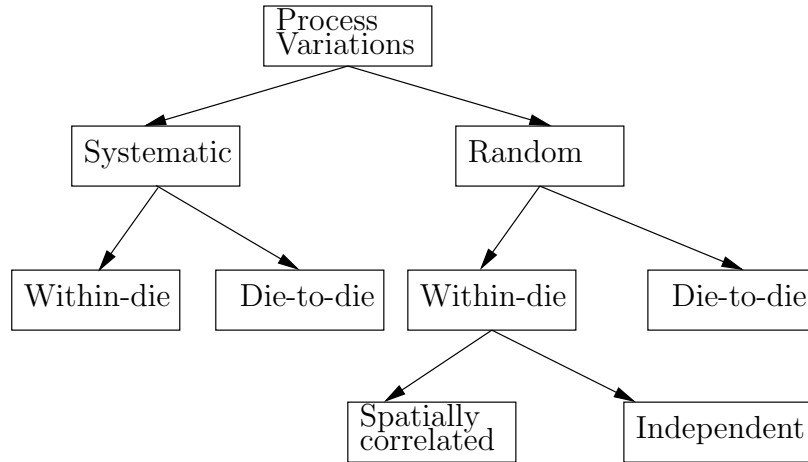 Process
Variations
Systematic
Random
Within-die
Die-to-die
Within-die
Die-to-die
Spatially
correlated
Independent